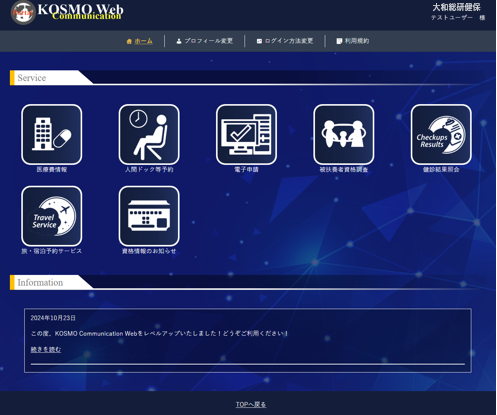 KOSMO Web
Communication
大和総研健保
テストユーザー 様
ホーム
プロフィール変更
ログイン方法変更
利用規約
Service
医療費情報
人間ドック等予約
電子申請
被扶養者資格調査
Checkups
Results
健診結果照会
Travel
Service
旅・宿泊予約サービス
資格情報のお知らせ
Information
2024年10月23日
この度、KOSMO Communication Webをレベルアップいたしました！どうぞご利用ください！
続きを読む
TOPへ戻る